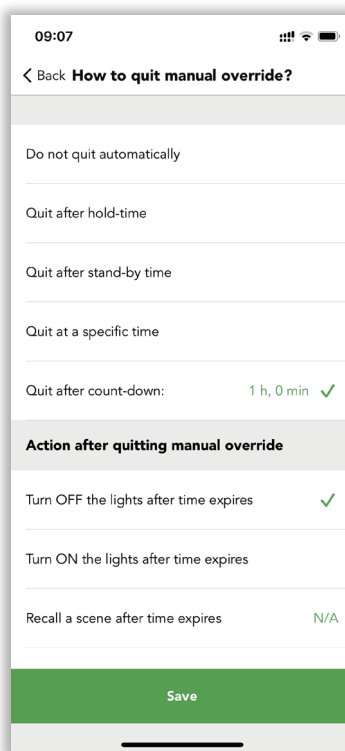 09:07
Back How to quit manual override?
Do not quit automatically
Quit after hold-time
Quit after stand-by time
Quit at a specific time
Quit after count-down: 1 h, 0 min
Action after quitting manual override
Turn OFF the lights after time expires
Turn ON the lights after time expires
Recall a scene after time expires N/A
Save